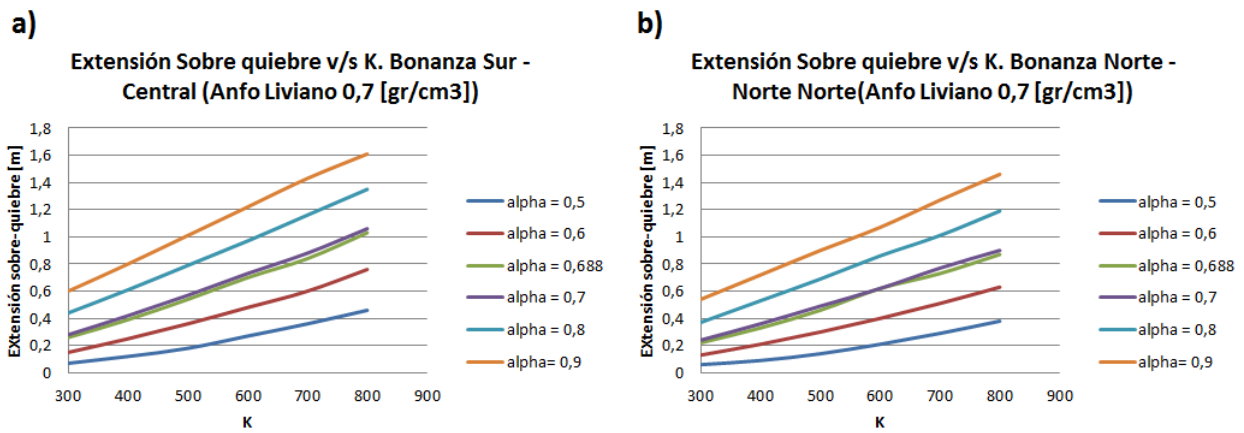 a)
Extensión Sobre quiebre v/s K. Bonanza Sur -
Central (Anfo Liviano 0,7 [gr/cm3])
EXtensión sobre-quiebre [m]
1,8
1,6
1,4
1,2
1
0,8
0,6
0,4
0,2
0
300 400 500 600 700 800 900
K
alpha = 0,5
alpha = 0,6
alpha = 0,688
alpha = 0,7
alpha = 0,8
alpha= 0,9
b)
Extensión Sobre quiebre v/s K. Bonanza Norte -
Norte Norte(Anfo Liviano 0,7 [gr/cm3])
EXtensión sobre-quiebre [m]
1,8
1,6
1,4
1,2
1
0,8
0,6
0,4
0,2
0
300 400 500 600 700 800 900
K
alpha = 0,5
alpha = 0,6
alpha = 0,688
alpha = 0,7
alpha = 0,8
alpha= 0,9